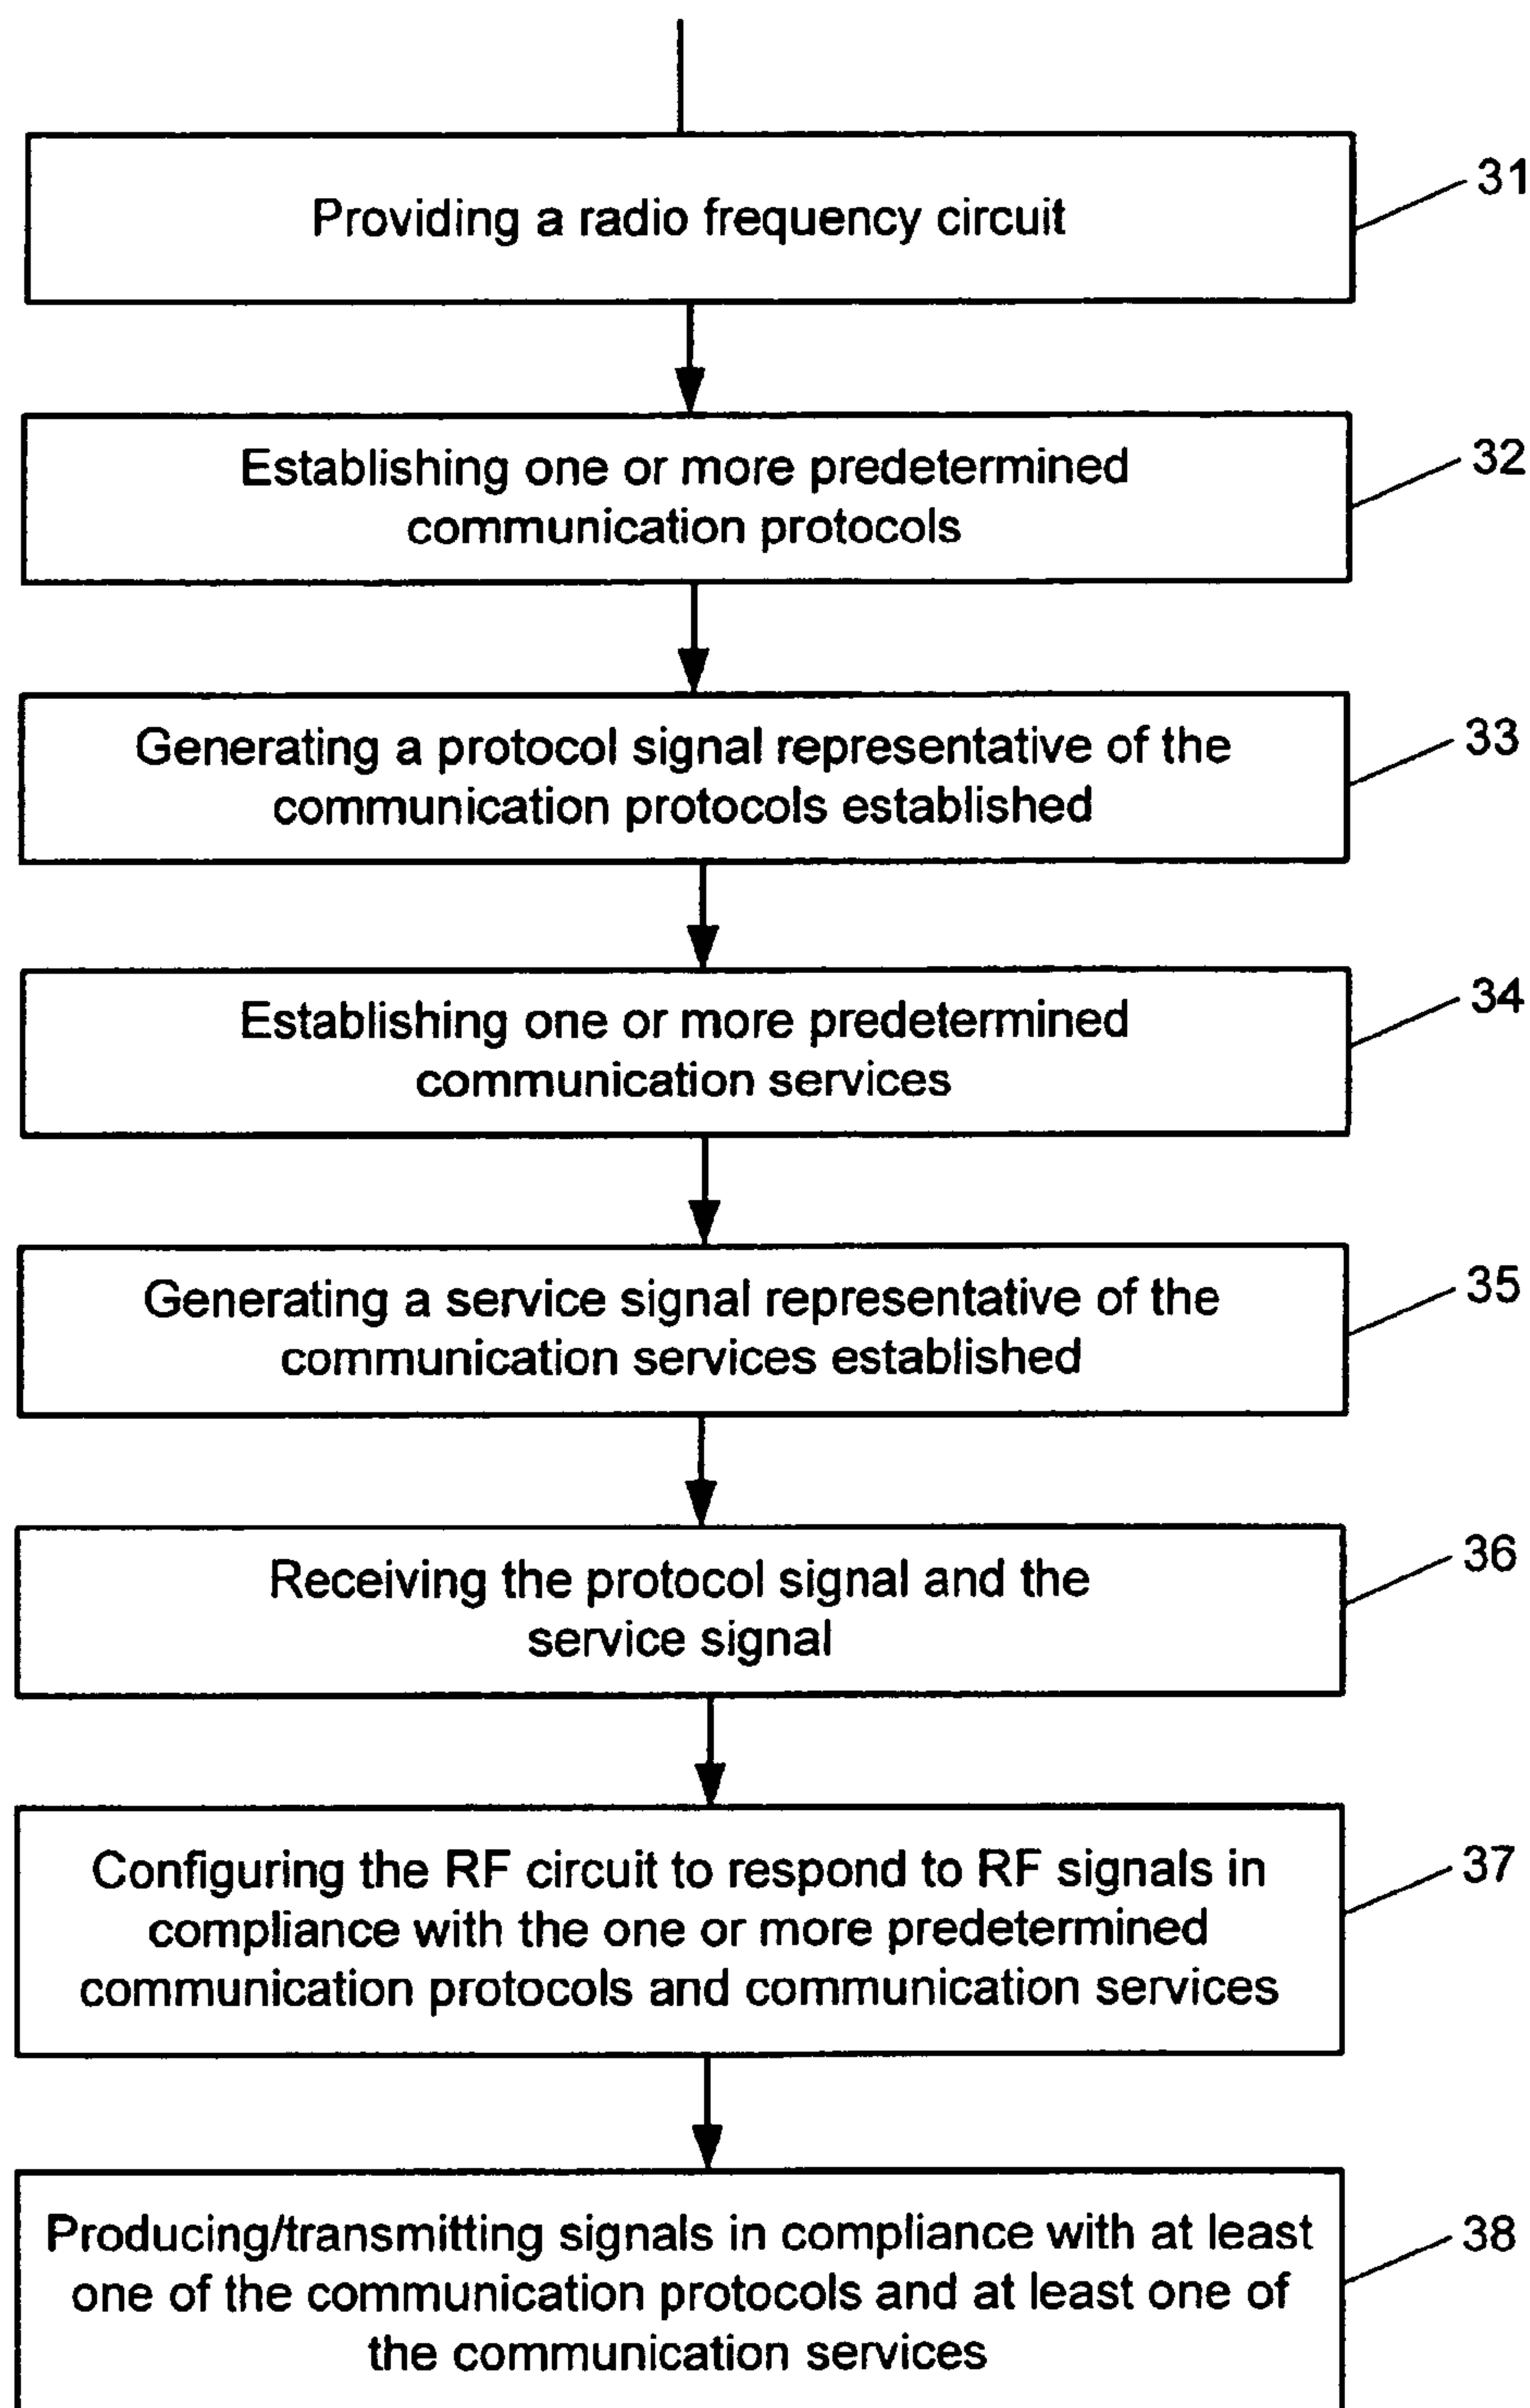 Providing a radio frequency circuit
31
Establishing one or more predetermined
communication protocols
32
Generating a protocol signal representative of the
communication protocols established
33
Establishing one or more predetermined
communication services
34
Generating a service signal representative of the
communication services established
35
Receiving the protocol signal and the
service signal
36
Configuring the RF circuit to respond to RF signals in
compliance with the one or more predetermined
communication protocols and communication services
37
Producing/transmitting signals in compliance with at least
one of the communication protocols and at least one of
the communication services
38